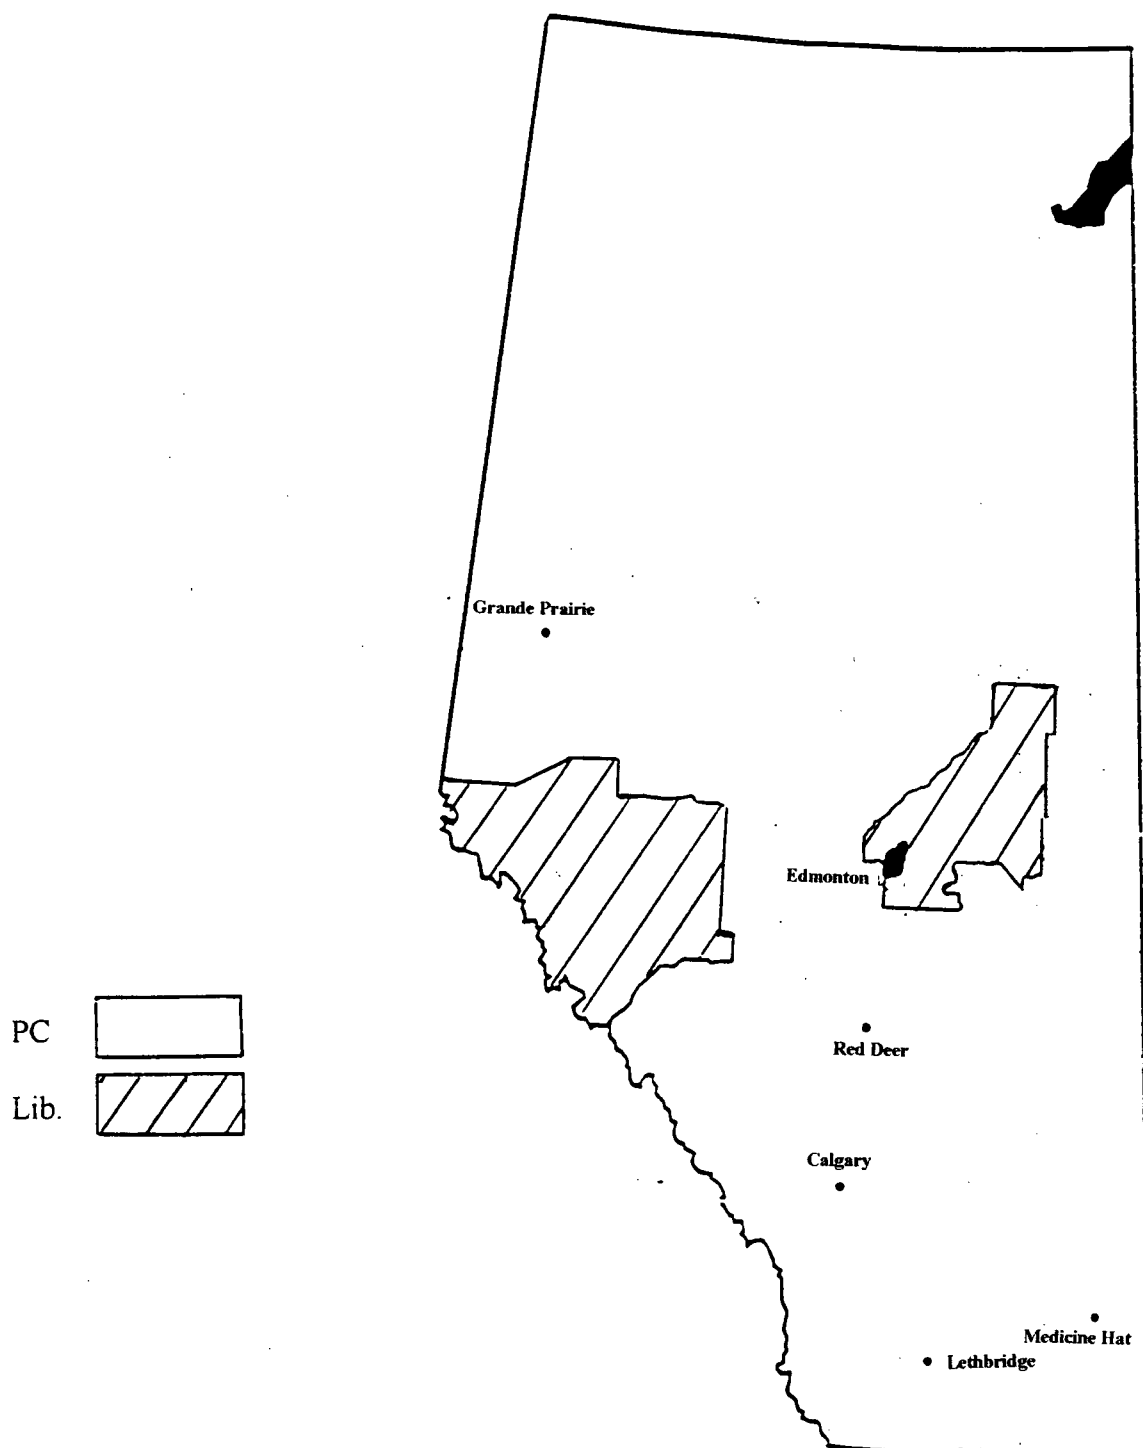 Grande Prairie
Edmonton
PC
Red Deer
Lib.
Calgary
Medicine Hat
Lethbridge